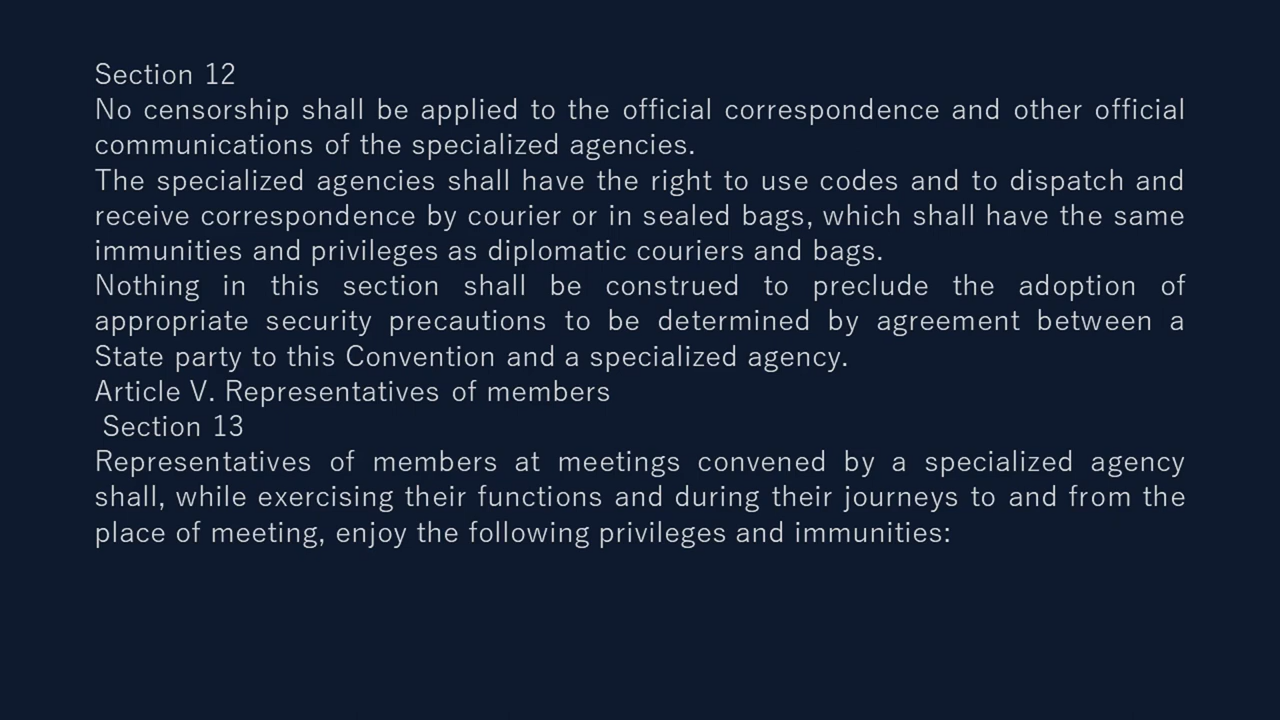 Section 12
No censorship shall be applied to the official correspondence and other official
communications of the specialized agencies.
The specialized agencies shall have the right to use codes and to dispatch and
receive correspondence by courier or in sealed bags, which shall have the same
immunities and privileges as diplomatic couriers and bags.
Nothing in this section shall be construed to preclude the adoption of
appropriate security precautions to be determined by agreement between a
State party to this Convention and a specialized agency.
Article V. Representatives of members
Section 13
Representatives of members at meetings convened by a specialized agency
shall, while exercising their functions and during their journeys to and from the
place of meeting, enjoy the following privileges and immunities: